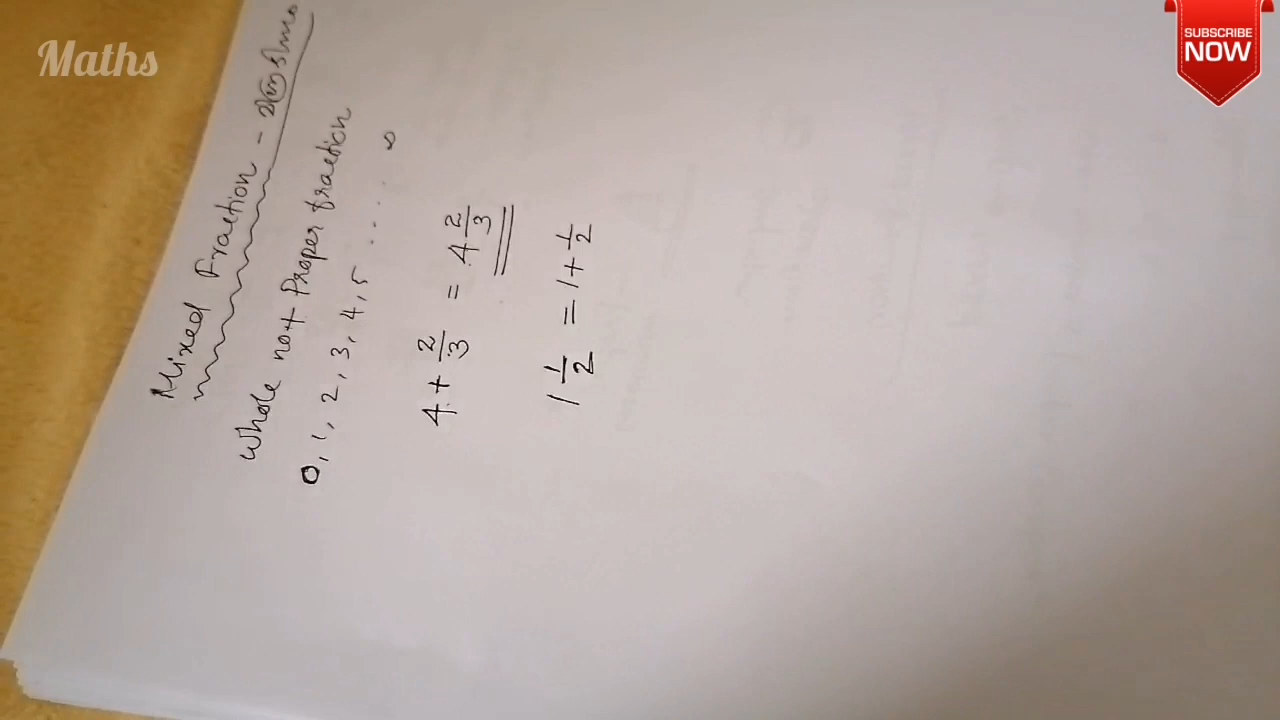 Maths
SUBSCRIBE
NOW
Mixed Fraction -
Whole no + Proper fraction
0, 1, 2, 3, 4, 5 ..... ∞
4 + 2/3 = 4 2/3
1 1/2 = 1 + 1/2